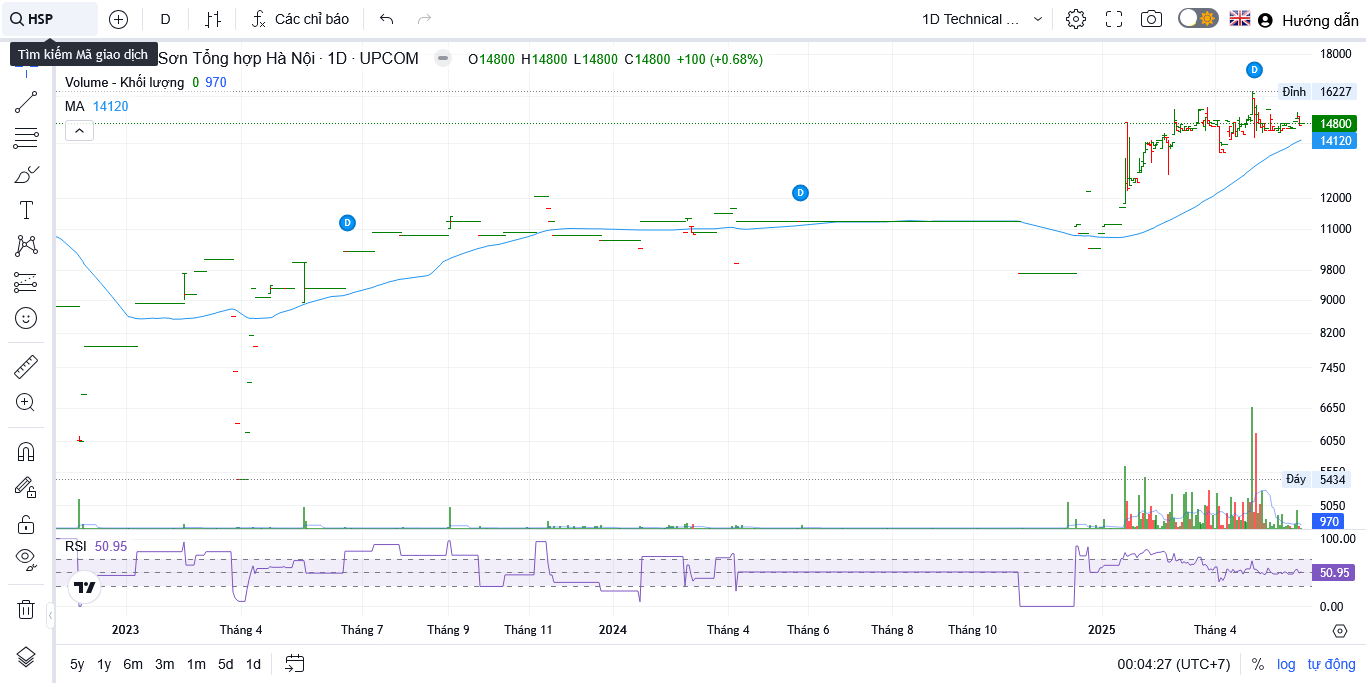 HSP D Các chỉ báo 1D Technical ... Hướng dẫn
Tìm kiếm Mã giao dịch
Sơn Tổng hợp Hà Nội · 1D · UPCOM O14800 H14800 L14800 C14800 +100 (+0.68%)
Volume - Khối lượng 0 970
MA 14120
18000
D
Đỉnh 16227
14800
14120
D
12000
D
11000
9800
9000
8200
7450
6650
6050
5550
Đáy 5434
5050
970
RSI 50.95
100.00
50.95
0.00
2023 Tháng 4 Tháng 7 Tháng 9 Tháng 11 2024 Tháng 4 Tháng 6 Tháng 8 Tháng 10 2025 Tháng 4
5y 1y 6m 3m 1m 5d 1d 00:04:27 (UTC+7) % log tự động